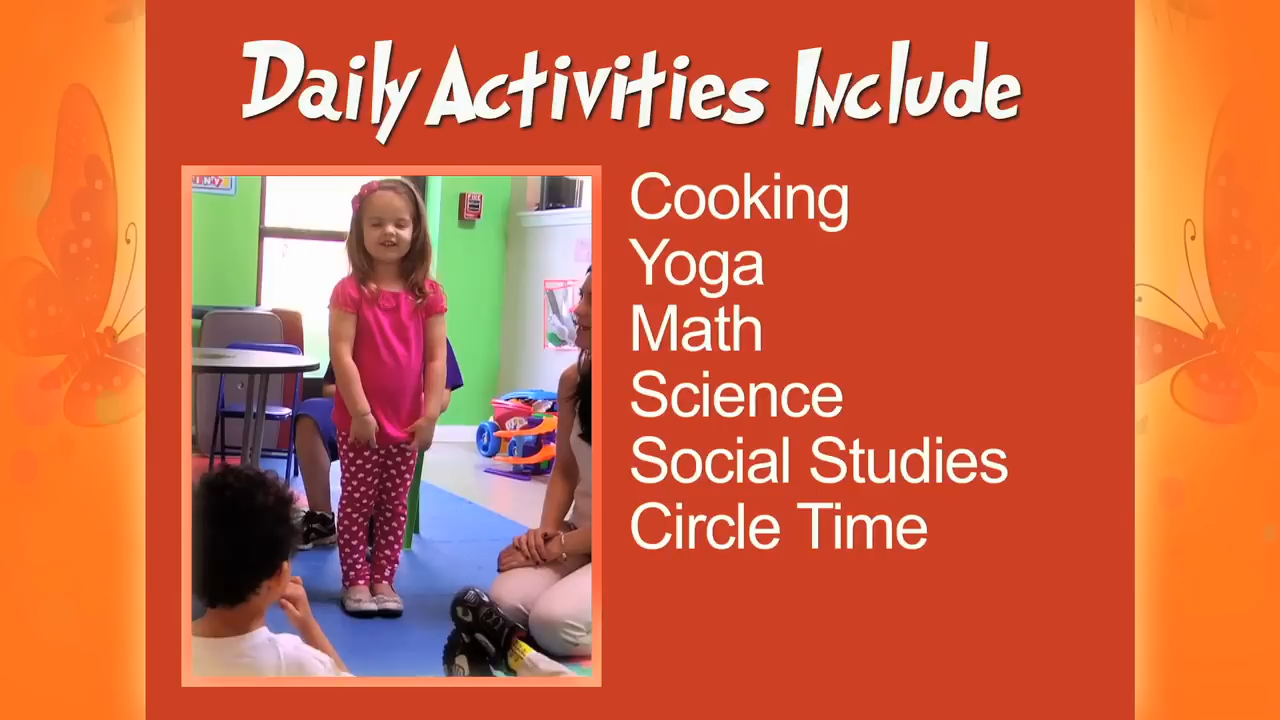 Daily Activities Include
Cooking
Yoga
Math
Science
Social Studies
Circle Time